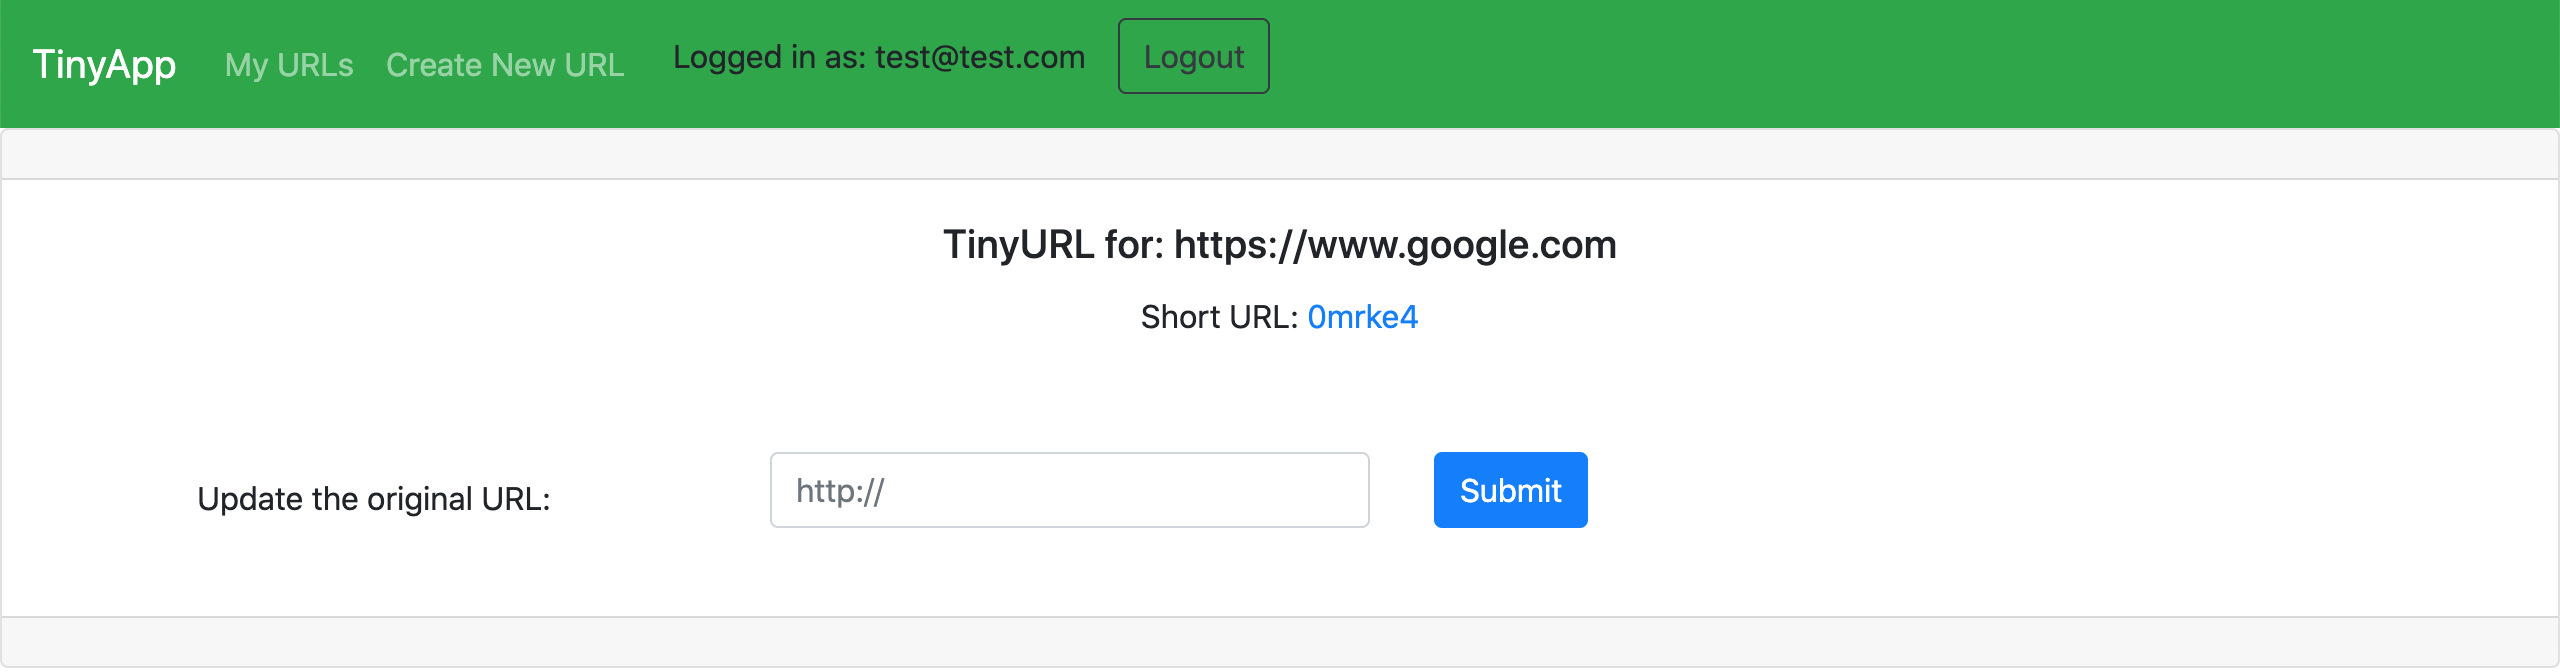 TinyApp My URLs Create New URL Logged in as: test@test.com Logout
TinyURL for: https://www.google.com
Short URL: 0mrke4
Update the original URL: http:// Submit